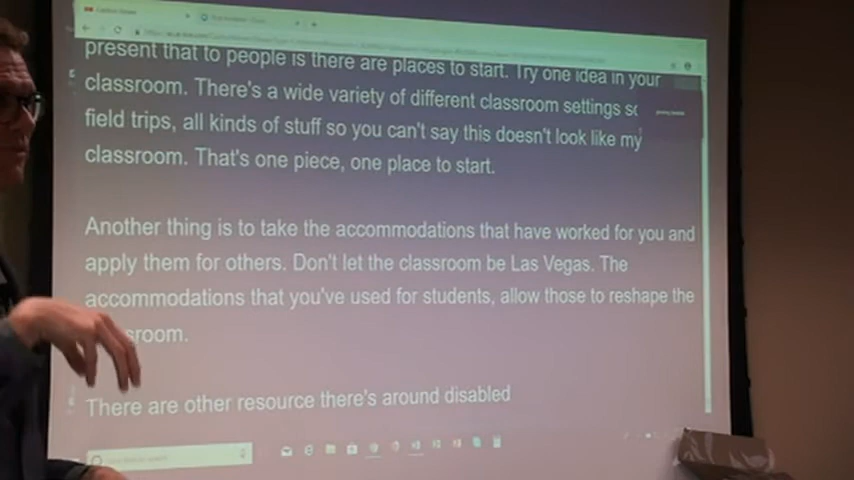 present that to people is there are places to start. Try one idea in your
classroom. There's a wide variety of different classroom settings so
field trips, all kinds of stuff so you can't say this doesn't look like my
classroom. That's one piece, one place to start.
Another thing is to take the accommodations that have worked for you and
apply them for others. Don't let the classroom be Las Vegas. The
accommodations that you've used for students, allow those to reshape the
sroom.
There are other resource there's around disabled